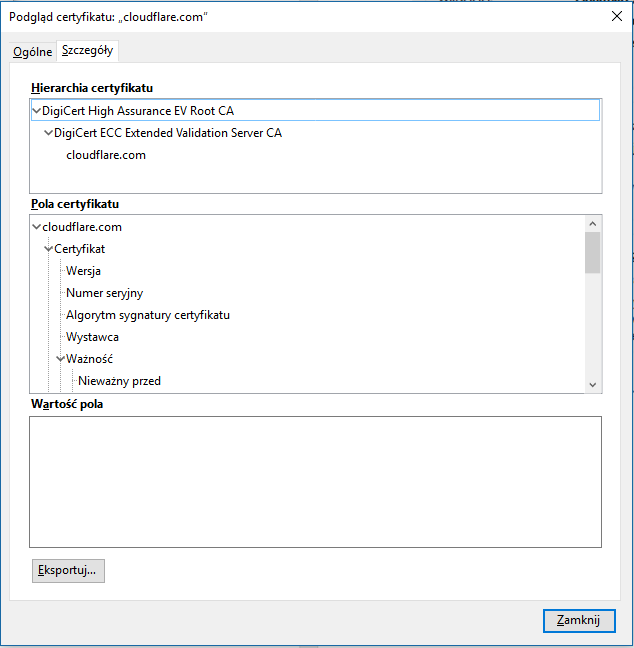 Podgląd certyfikatu: „cloudflare.com”
Ogólne Szczegóły
Hierarchia certyfikatu
DigiCert High Assurance EV Root CA
DigiCert ECC Extended Validation Server CA
cloudflare.com
Pola certyfikatu
cloudflare.com
Certyfikat
Wersja
Numer seryjny
Algorytm sygnatury certyfikatu
Wystawca
Ważność
Nieważny przed
Wartość pola
Eksportuj...
Zamknij